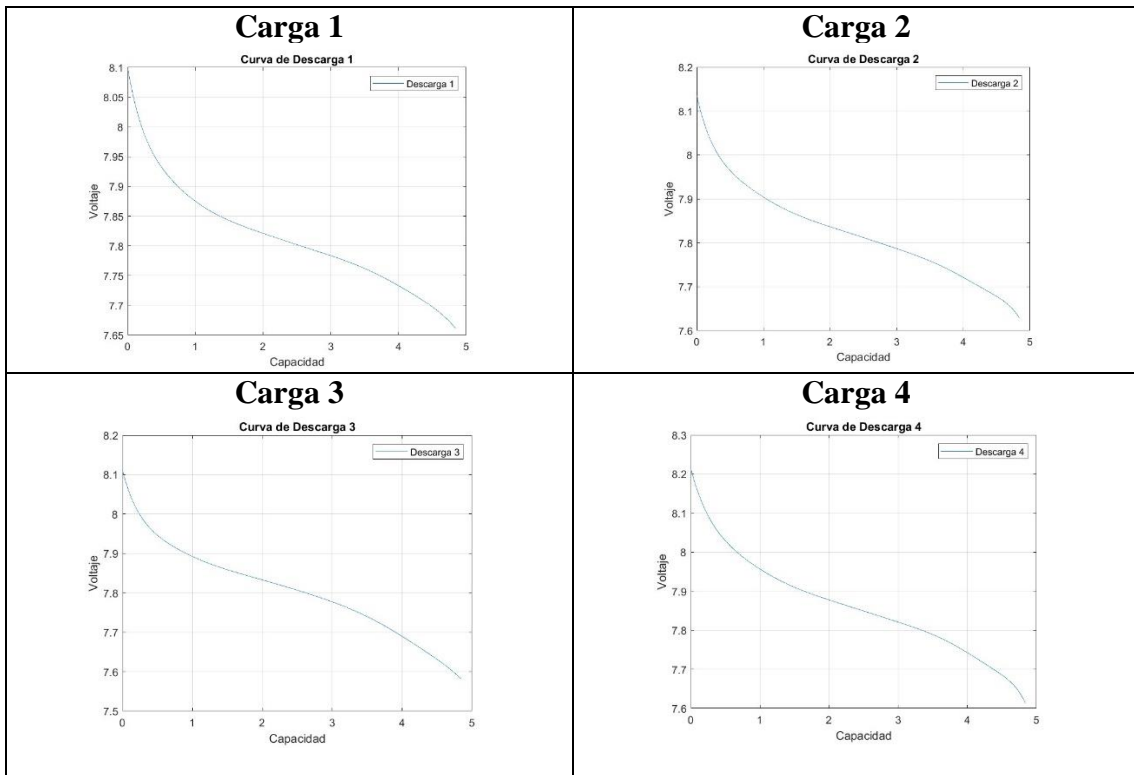 Carga 1
Curva de Descarga 1
Descarga 1
8.1
8.05
8
7.95
7.9
7.85
7.8
7.75
7.7
7.65
Voltaje
0 1 2 3 4 5
Capacidad
Carga 2
Curva de Descarga 2
Descarga 2
8.2
8.1
8
7.9
7.8
7.7
7.6
Voltaje
0 1 2 3 4 5
Capacidad
Carga 3
Curva de Descarga 3
Descarga 3
8.2
8.1
8
7.9
7.8
7.7
7.6
7.5
Voltaje
0 1 2 3 4 5
Capacidad
Carga 4
Curva de Descarga 4
Descarga 4
8.3
8.2
8.1
8
7.9
7.8
7.7
7.6
Voltaje
0 1 2 3 4 5
Capacidad